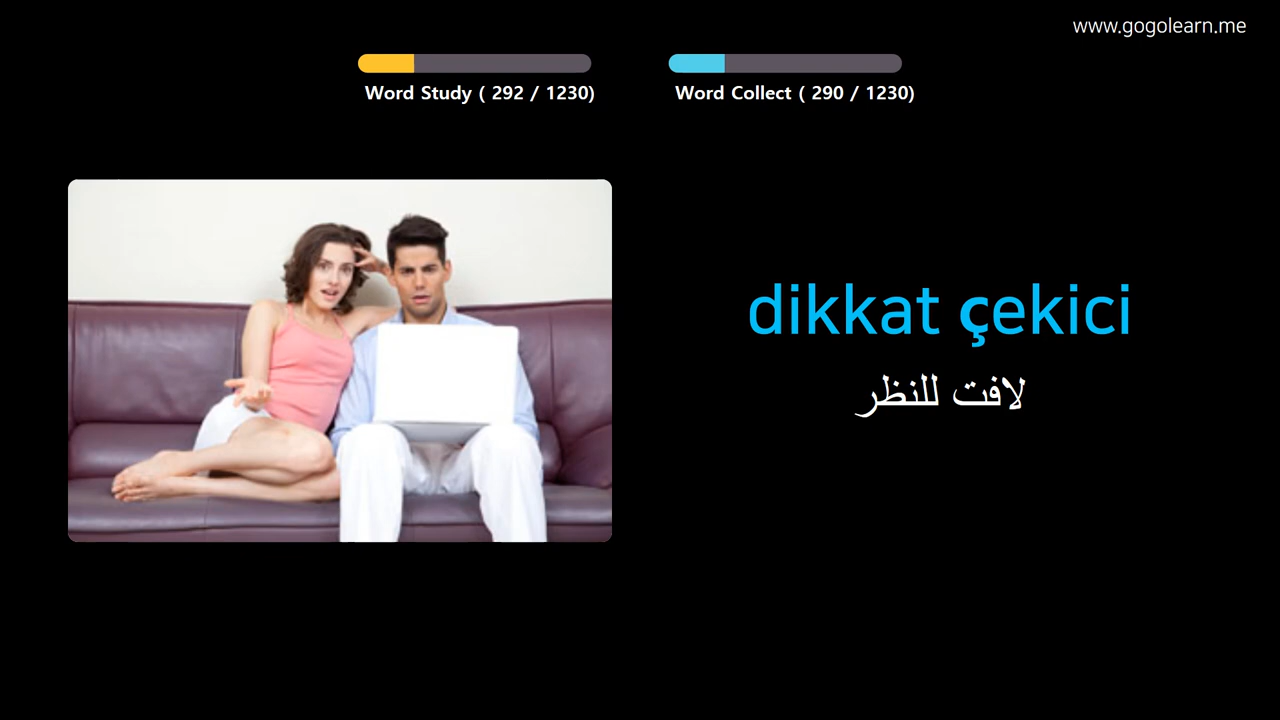 www.gogolearn.me
Word Study ( 292 / 1230)
Word Collect ( 290 / 1230)
dikkat çekici
لافت للنظر